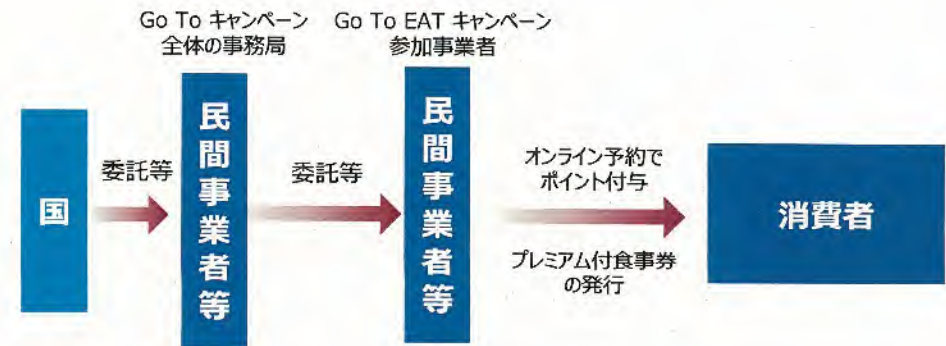 Go To キャンペーン
全体の事務局
Go To EAT キャンペーン
参加事業者
国
委託等
民間事業者等
委託等
民間事業者等
オンライン予約で
ポイント付与
プレミアム付食事券
の発行
消費者